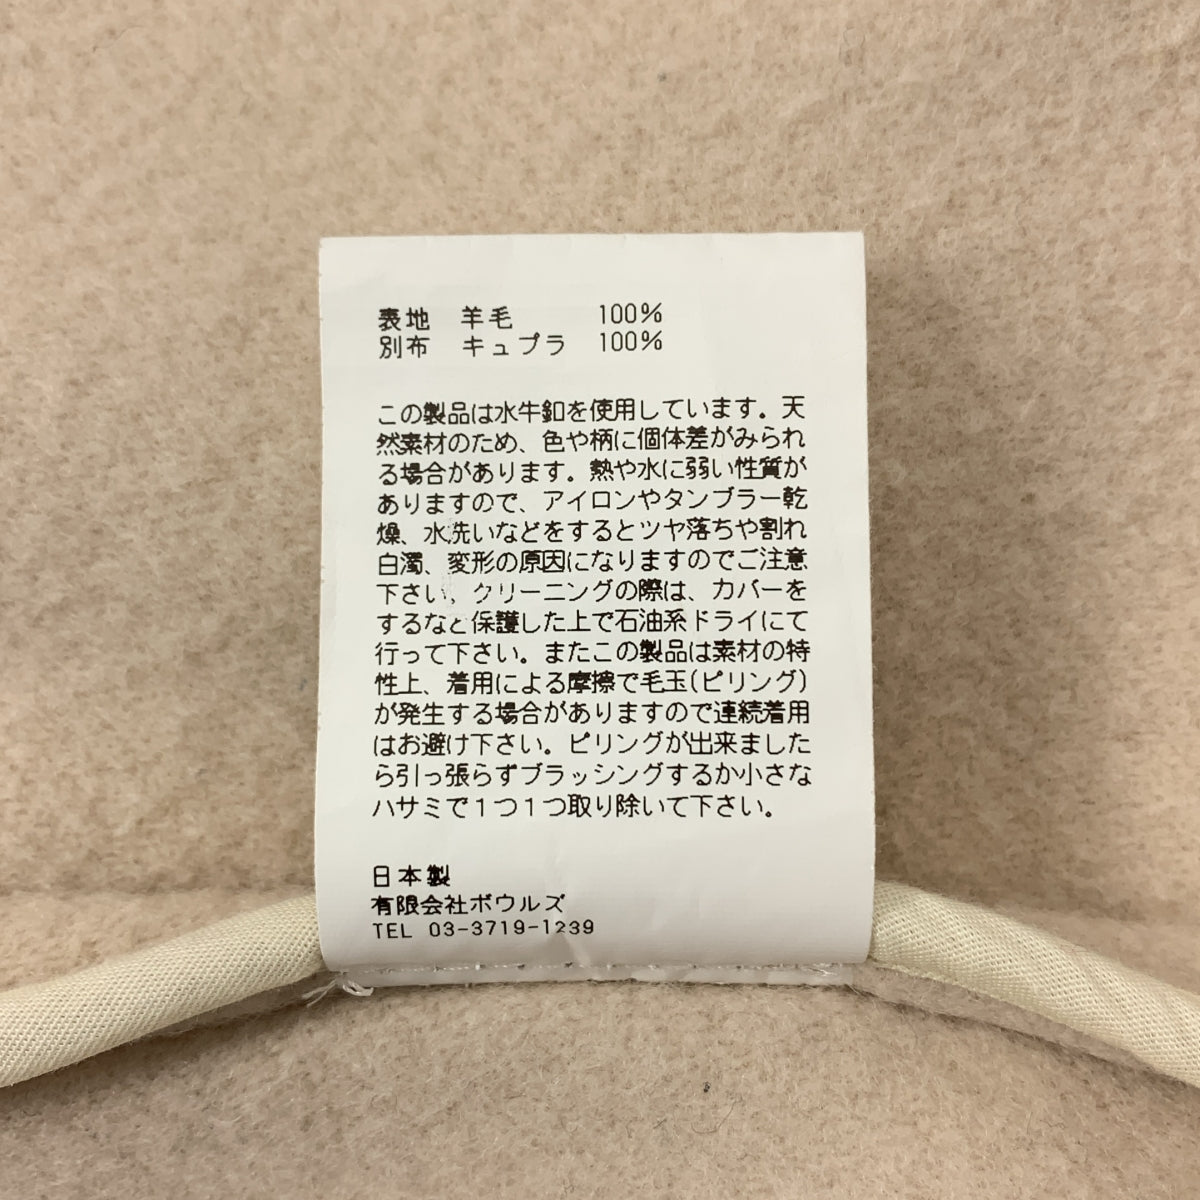 表地 羊毛 100%
別布 キュプラ 100%
この製品は水牛釦を使用しています。天
然素材のため、色や柄に個体差がみられ
る場合があります。熱や水に弱い性質が
ありますので、アイロンやタンブラー乾
燥、水洗いなどをするとツヤ落ちや割れ
白濁、変形の原因になりますのでご注意
下さい。クリーニングの際は、カバーを
するなど保護した上で石油系ドライにて
行って下さい。またこの製品は素材の特
性上、着用による摩擦で毛玉(ピリング)
が発生する場合がありますので連続着用
はお避け下さい。ピリングが出来ました
ら引っ張らずブラッシングするか小さな
ハサミで1つ1つ取り除いて下さい。
日本製
有限会社ボウルズ
TEL 03-3719-1239